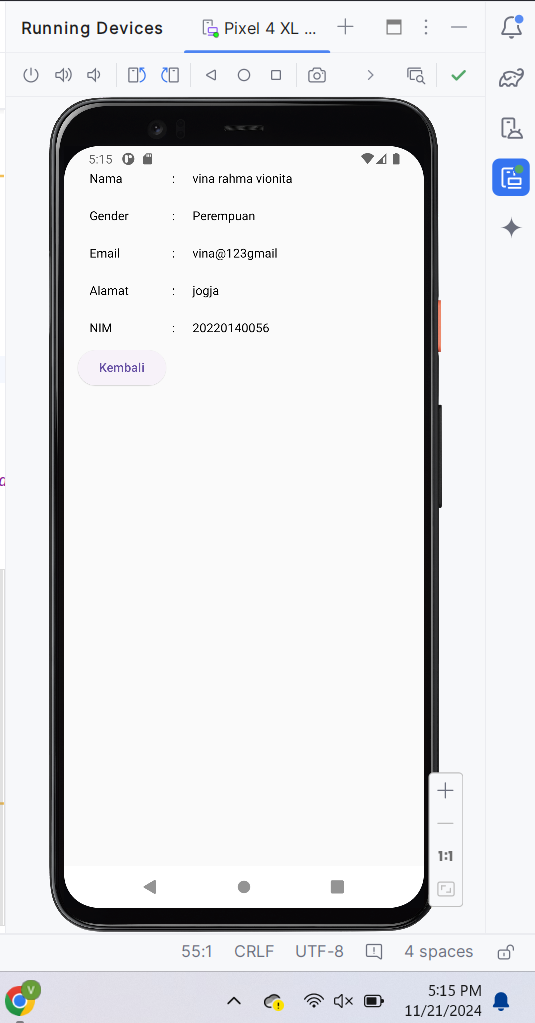 Running Devices
Pixel 4 XL ...
5:15
Nama : vina rahma vionita
Gender : Perempuan
Email : vina@123gmail
Alamat : jogja
NIM : 20220140056
Kembali
1:1
55:1 CRLF UTF-8 4 spaces
V
5:15 PM
11/21/2024